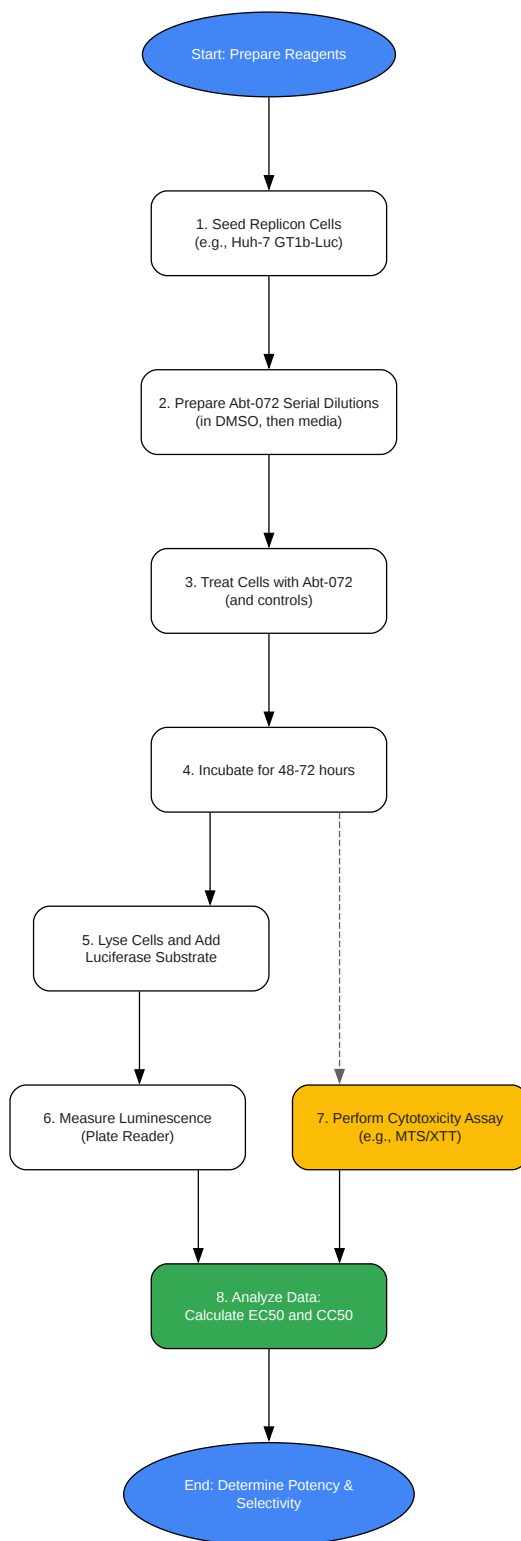 Start: Prepare Reagents
1. Seed Replicon Cells
(e.g., Huh-7 GT1b-Luc)
2. Prepare Abt-072 Serial Dilutions
(in DMSO, then media)
3. Treat Cells with Abt-072
(and controls)
4. Incubate for 48-72 hours
5. Lyse Cells and Add
Luciferase Substrate
6. Measure Luminescence
(Plate Reader)
7. Perform Cytotoxicity Assay
(e.g., MTS/XTT)
8. Analyze Data:
Calculate EC50 and CC50
End: Determine Potency &
Selectivity